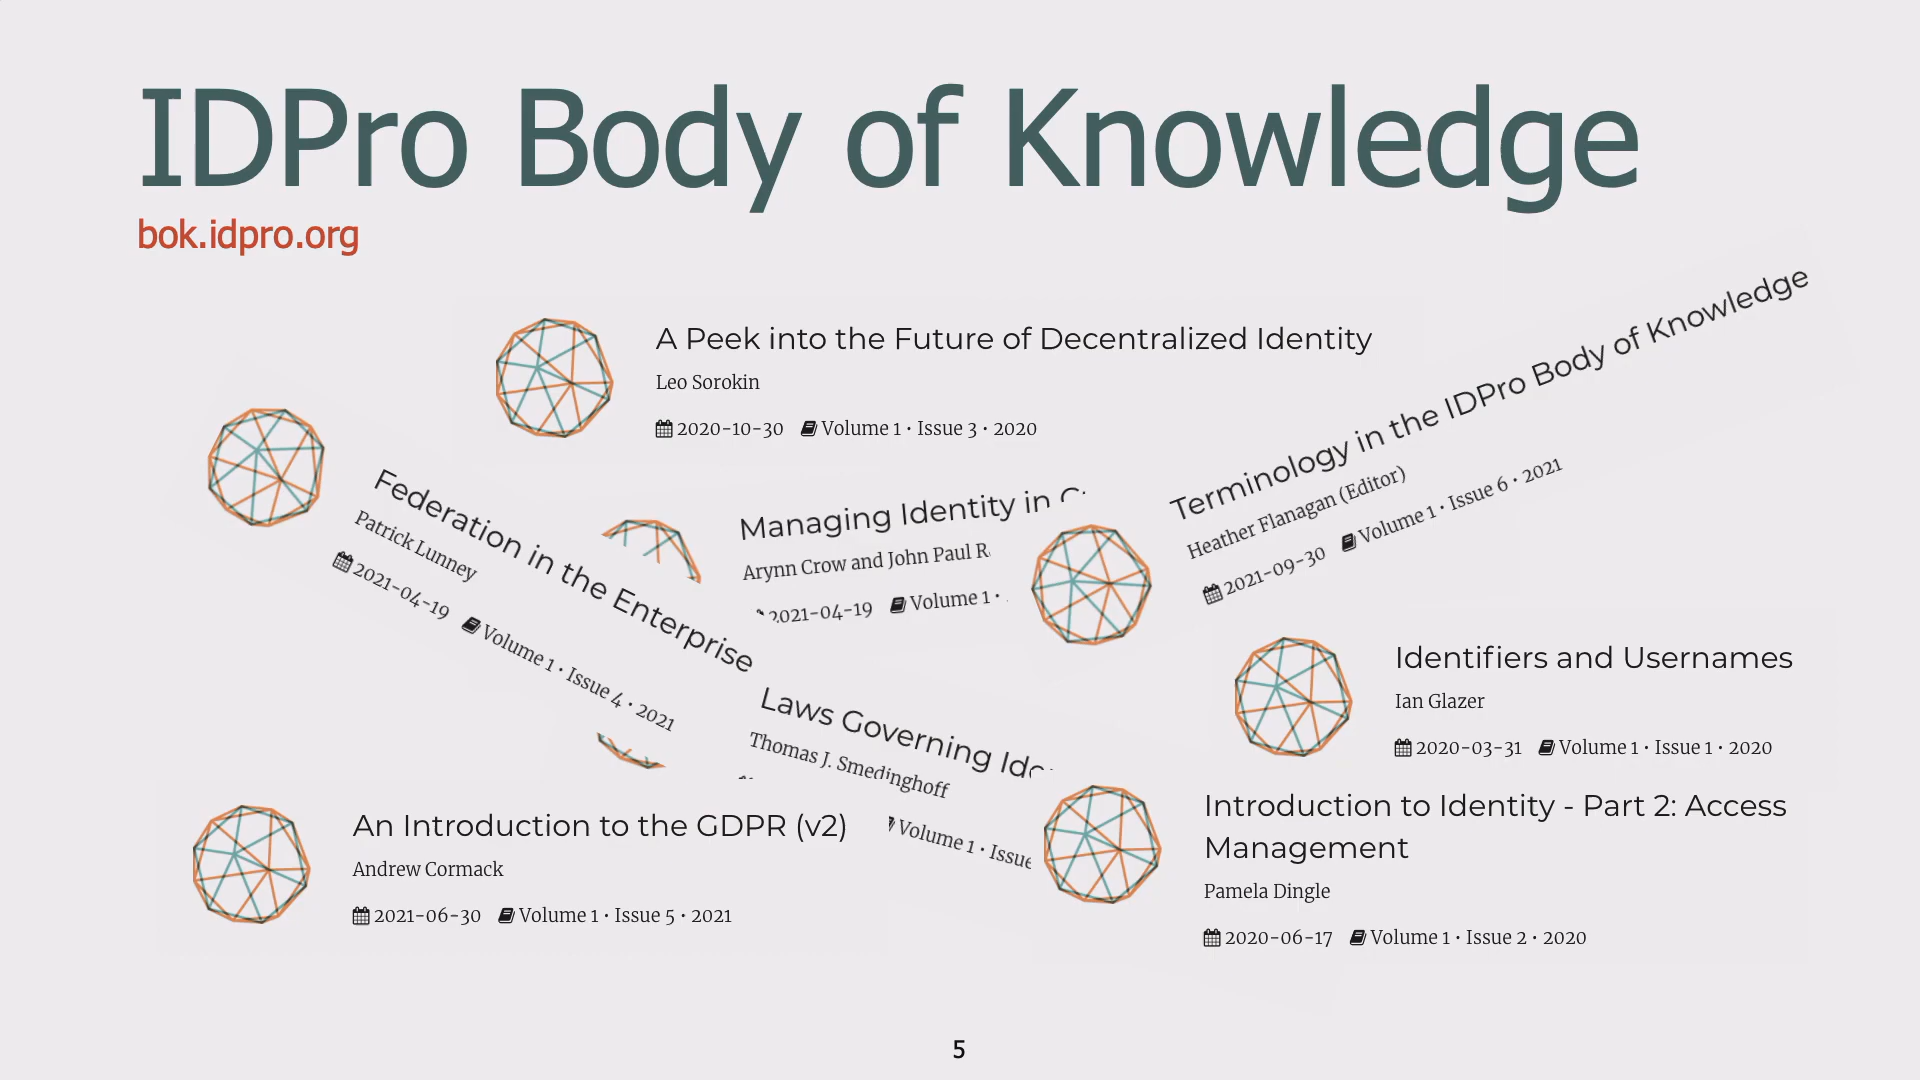 IDPro Body of Knowledge
bok.idpro.org
A Peek into the Future of Decentralized Identity
Leo Sorokin
2020-10-30 Volume 1 · Issue 3 · 2020
Terminology in the IDPro Body of Knowledge
Heather Flanagan (Editor)
2021-09-30 Volume 1 · Issue 6 · 2021
Federation in the Enterprise
Patrick Lunney
2021-04-19 Volume 1 · Issue 4 · 2021
Managing Identity in
Arynn Crow and John Paul
2021-04-19 Volume 1 ·
Identifiers and Usernames
Ian Glazer
2020-03-31 Volume 1 · Issue 1 · 2020
Laws Governing
Thomas J. Smedinghoff
Volume 1 · Issue
An Introduction to the GDPR (v2)
Andrew Cormack
2021-06-30 Volume 1 · Issue 5 · 2021
Introduction to Identity - Part 2: Access
Management
Pamela Dingle
2020-06-17 Volume 1 · Issue 2 · 2020
5